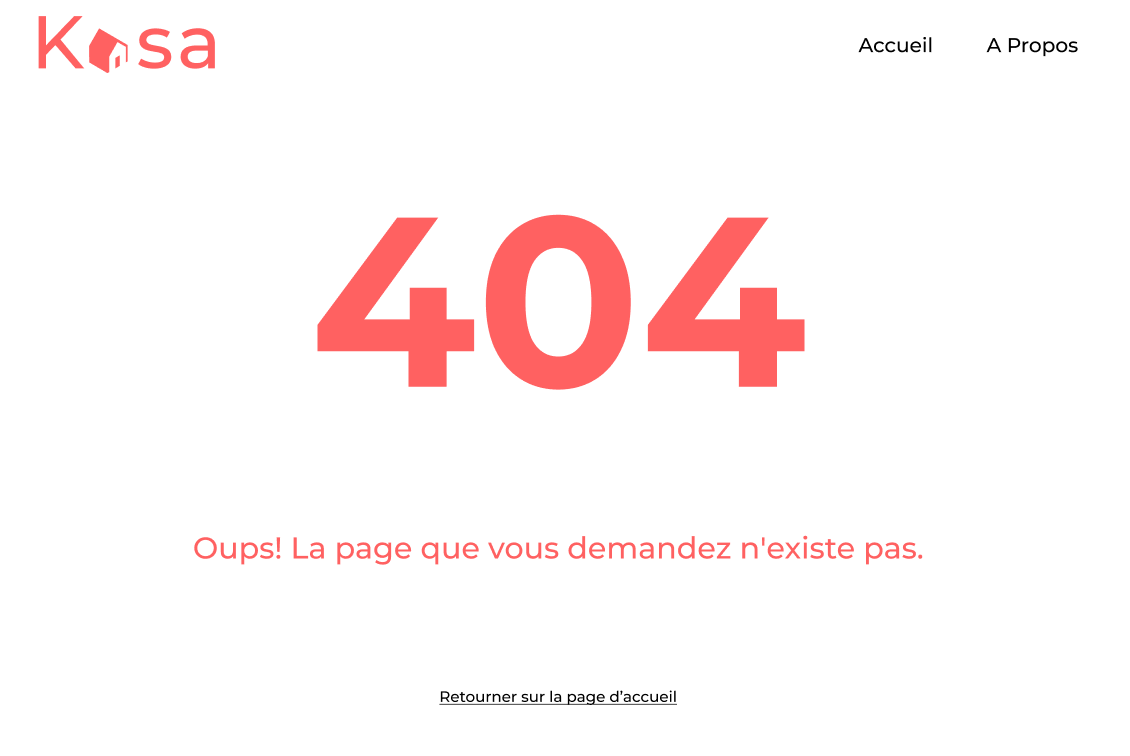 Kasa
Accueil
A Propos
404
Oups! La page que vous demandez n'existe pas.
Retourner sur la page d’accueil